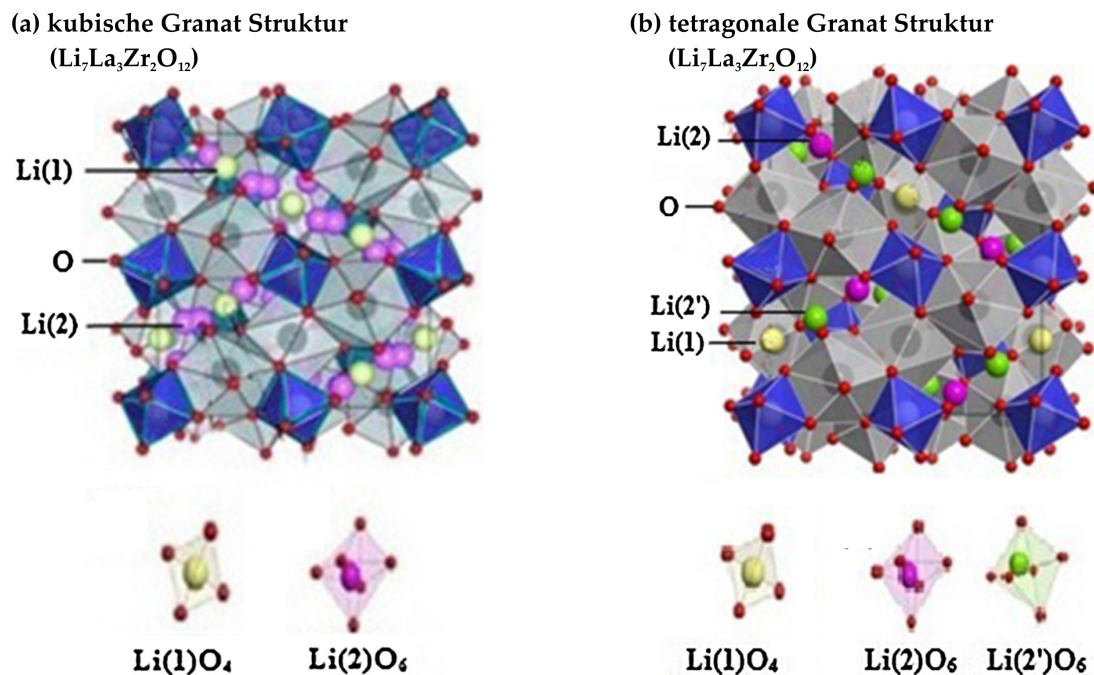 (a) kubische Granat Struktur
(Li₇La₃Zr₂O₁₂)
(b) tetragonale Granat Struktur
(Li₇La₃Zr₂O₁₂)
Li(1)
O
Li(2)
Li(2)
O
Li(2')
Li(1)
Li(1)O₄
Li(2)O₆
Li(1)O₄
Li(2)O₆
Li(2')O₆